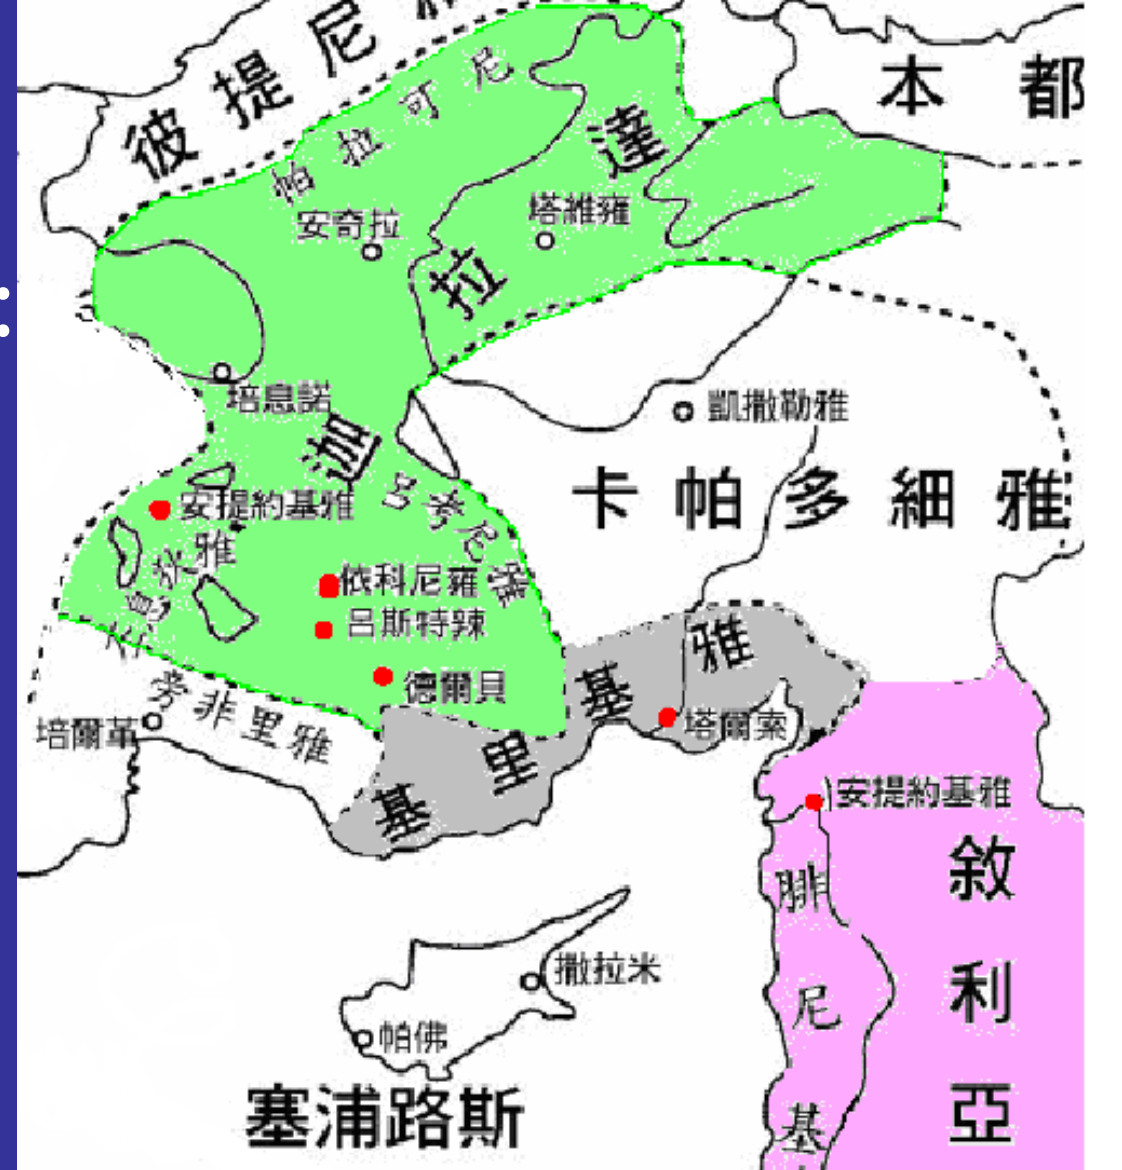 彼提尼
本都
帕拉可尼
迦拉達
安奇拉
塔維雍
培息諾
凱撒勒雅
卡帕多細雅
安提約基雅
呂考尼雅
雅
依科尼雍
呂斯特辣
德爾貝
基里基雅
塔爾索
旁非里雅
培爾革
安提約基雅
敘利亞
腓尼基
撒拉米
帕佛
塞浦路斯